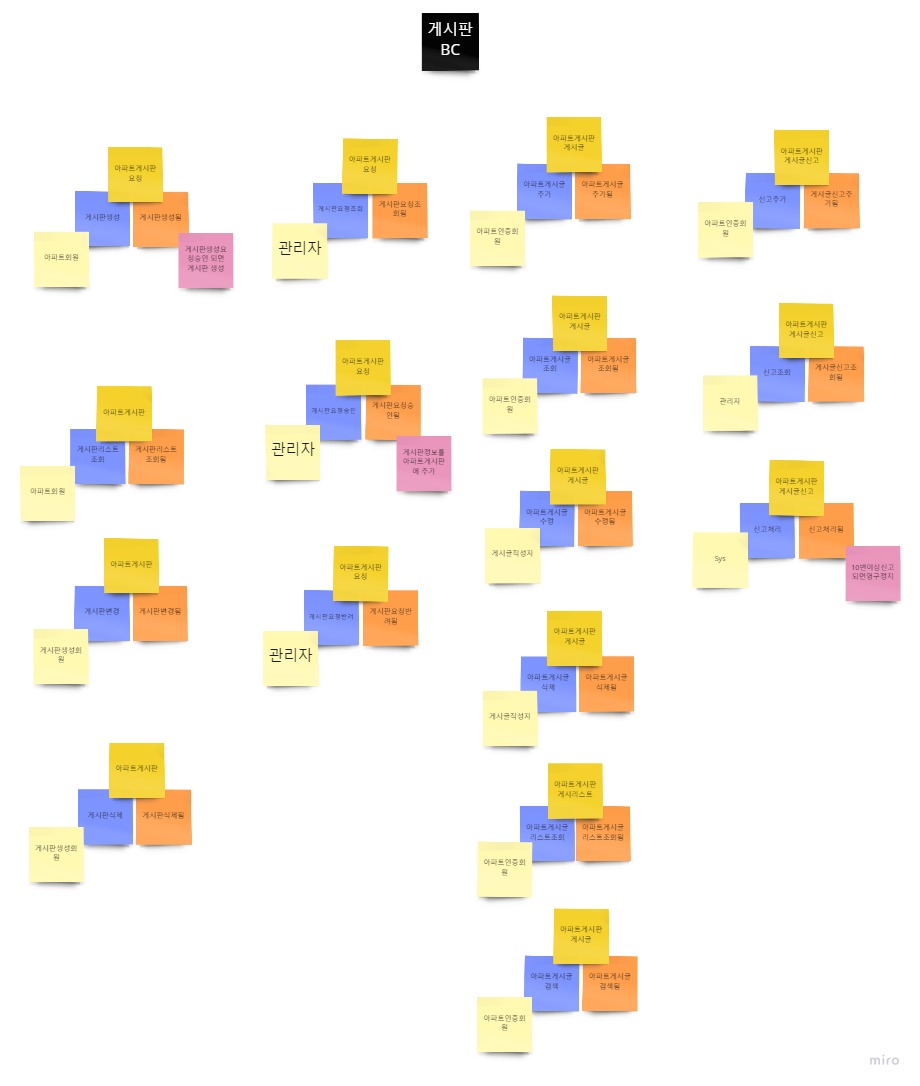 게시판
BC
아파트게시판
요청
게시판생성
게시판생성됨
아파트회원
게시판생성요
청승인 되면
게시판 생성
아파트게시판
게시판리스트
조회
게시판리스트
조회됨
아파트회원
아파트게시판
게시판변경
게시판변경됨
게시판생성회
원
아파트게시판
게시판삭제
게시판삭제됨
게시판생성회
원
아파트게시판
요청
게시판요청조회
게시판요청조
회됨
관리자
아파트게시판
요청
게시판요청승인
게시판요청승
인됨
관리자
게시판정보를
아파트게시판
에 추가
아파트게시판
요청
게시판요청반려
게시판요청반
려됨
관리자
아파트게시판
게시글
아파트게시글
추가
아파트게시글
추가됨
아파트인증회
원
아파트게시판
게시글
아파트게시글
조회
아파트게시글
조회됨
아파트인증회
원
아파트게시판
게시글
아파트게시글
수정
아파트게시글
수정됨
게시글작성자
아파트게시판
게시글
아파트게시글
삭제
아파트게시글
삭제됨
게시글작성자
아파트게시판
게시리스트
아파트게시글
리스트조회
아파트게시글
리스트조회됨
아파트인증회
원
아파트게시판
게시글
아파트게시글
검색
아파트게시글
검색됨
아파트인증회
원
아파트게시판
게시글신고
신고추가
게시글신고추
가됨
아파트인증회
원
아파트게시판
게시글신고
신고조회
게시글신고조
회됨
관리자
아파트게시판
게시글신고
신고처리
신고처리됨
Sys
10번이상신고
되면영구정지
miro